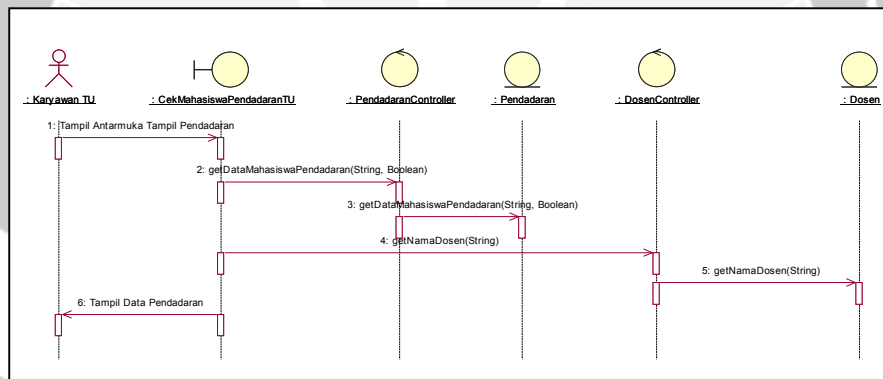 : Karyawan TU
: CekMahasiswaPendadaranTU
: PendadaranController
: Pendadaran
: DosenController
: Dosen
1: Tampil Antarmuka Tampil Pendadaran
2: getDataMahasiswaPendadaran(String, Boolean)
3: getDataMahasiswaPendadaran(String, Boolean)
4: getNamaDosen(String)
5: getNamaDosen(String)
6: Tampil Data Pendadaran